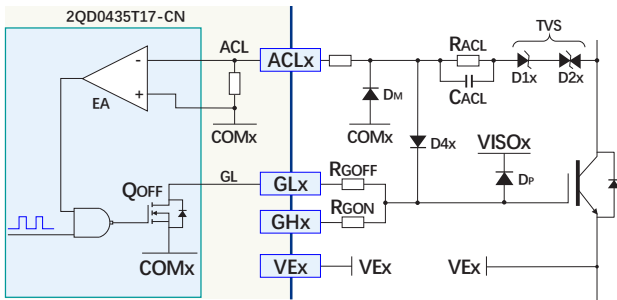 2QD0435T17-CN
TVS
ACL
ACLx
RACL
D1x
D2x
-
+
EA
DM
CACL
COMx
COMx
D4x
VISOx
QOFF
GL
GLx
RGOFF
DP
GHx
RGON
COMx
VEx
VEx
VEx